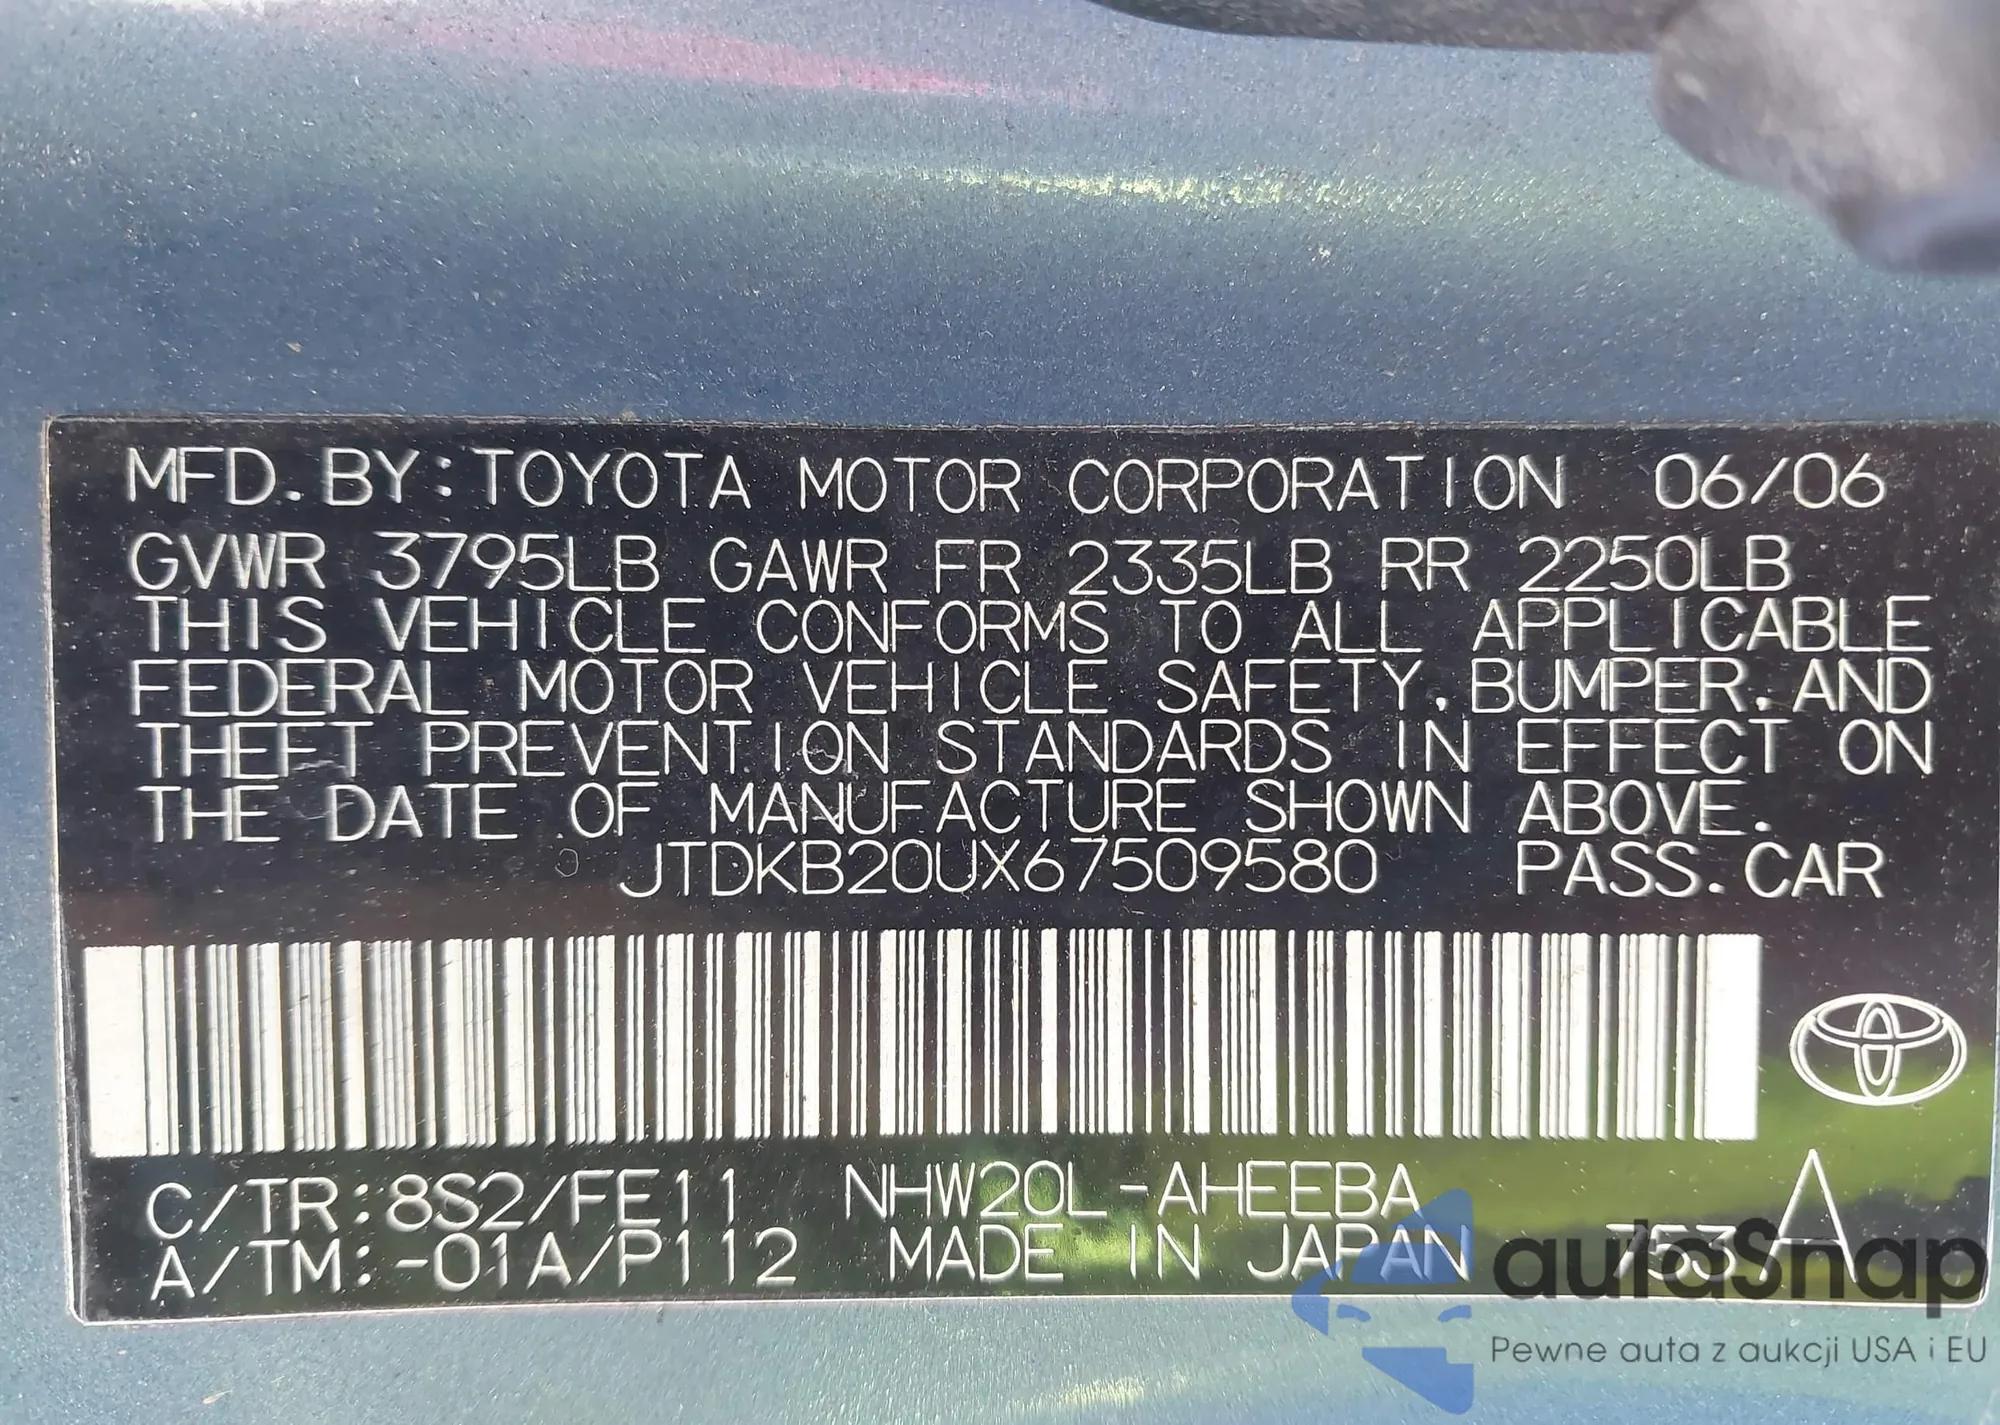 MFD. BY: TOYOTA MOTOR CORPORATION 06/06
GVWR 3795LB GAWR FR 2335LB RR 2250LB
THIS VEHICLE CONFORMS TO ALL APPLICABLE
FEDERAL MOTOR VEHICLE SAFETY, BUMPER, AND
THEFT PREVENTION STANDARDS IN EFFECT ON
THE DATE OF MANUFACTURE SHOWN ABOVE.
JTDKB20UX67509580 PASS. CAR
C/TR: 8S2/FE11 NHW20L-AHEEBA
A/TM: -01A/P112 MADE IN JAPAN 753 A
autoSnap
Pewne auta z aukcji USA i EU